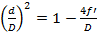 (d/D)² = 1 − 4f′/D